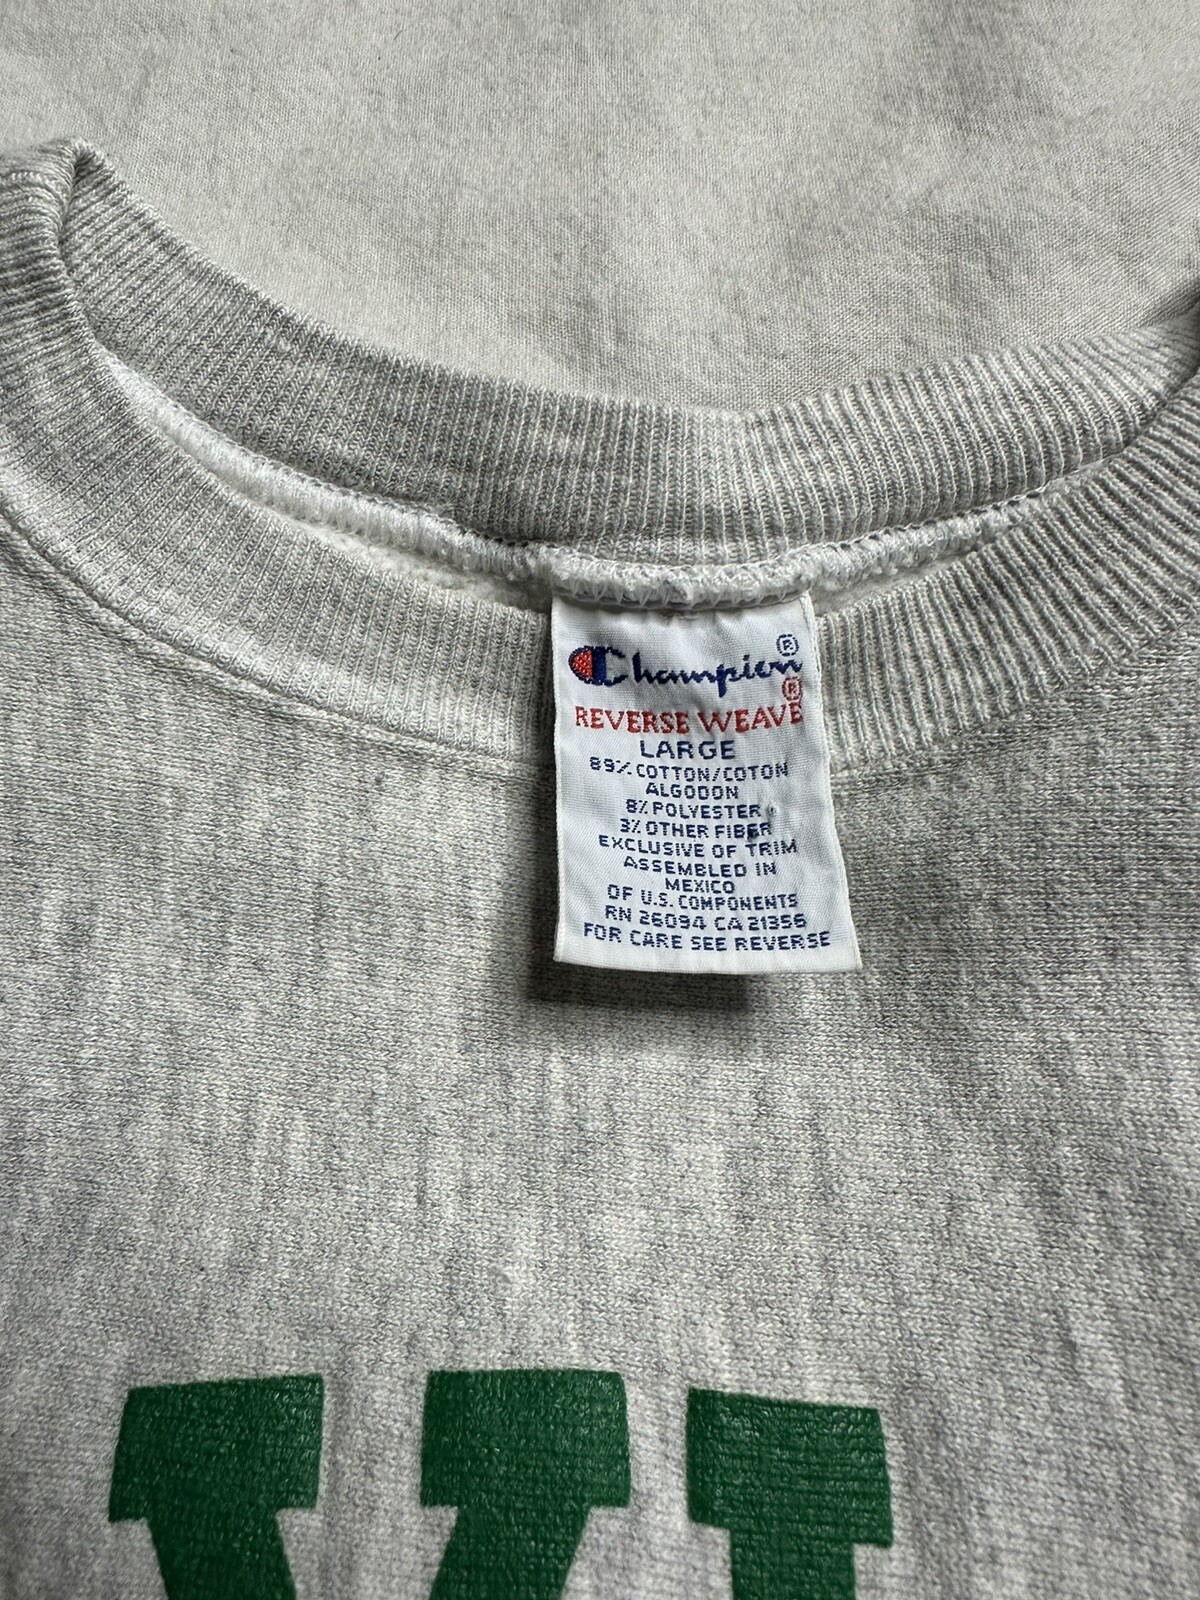 Champion®
REVERSE WEAVE®
LARGE
89% COTTON/COTON
ALGODON
8% POLYESTER
3% OTHER FIBER
EXCLUSIVE OF TRIM
ASSEMBLED IN
MEXICO
OF U.S. COMPONENTS
RN 26094 CA 21356
FOR CARE SEE REVERSE